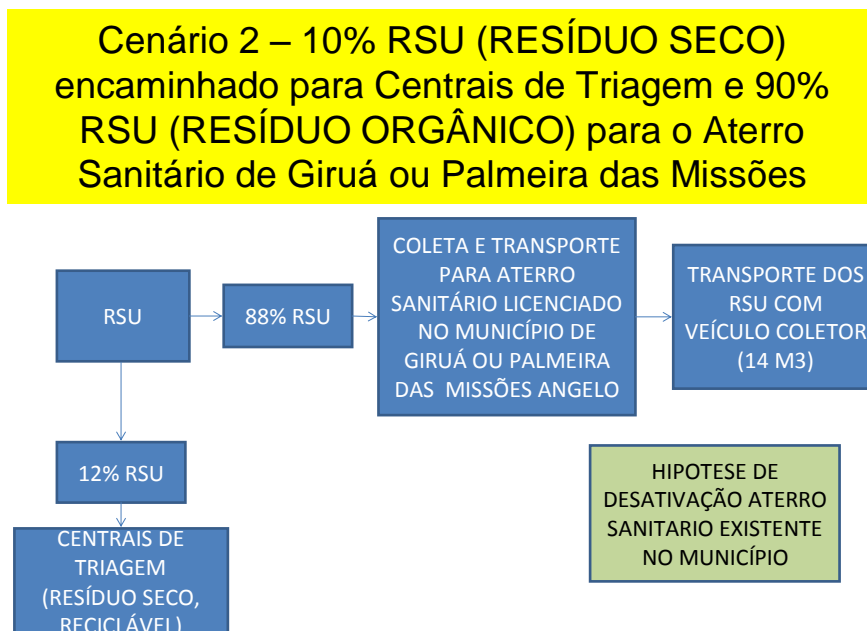 Cenário 2 – 10% RSU (RESÍDUO SECO)
encaminhado para Centrais de Triagem e 90%
RSU (RESÍDUO ORGÂNICO) para o Aterro
Sanitário de Giruá ou Palmeira das Missões
RSU
88% RSU
COLETA E TRANSPORTE
PARA ATERRO
SANITÁRIO LICENCIADO
NO MUNICÍPIO DE
GIRUÁ OU PALMEIRA
DAS MISSÕES ANGELO
TRANSPORTE DOS
RSU COM
VEÍCULO COLETOR
(14 M3)
12% RSU
CENTRAIS DE
TRIAGEM
(RESÍDUO SECO,
RECICLÁVEL)
HIPOTESE DE
DESATIVAÇÃO ATERRO
SANITARIO EXISTENTE
NO MUNICÍPIO